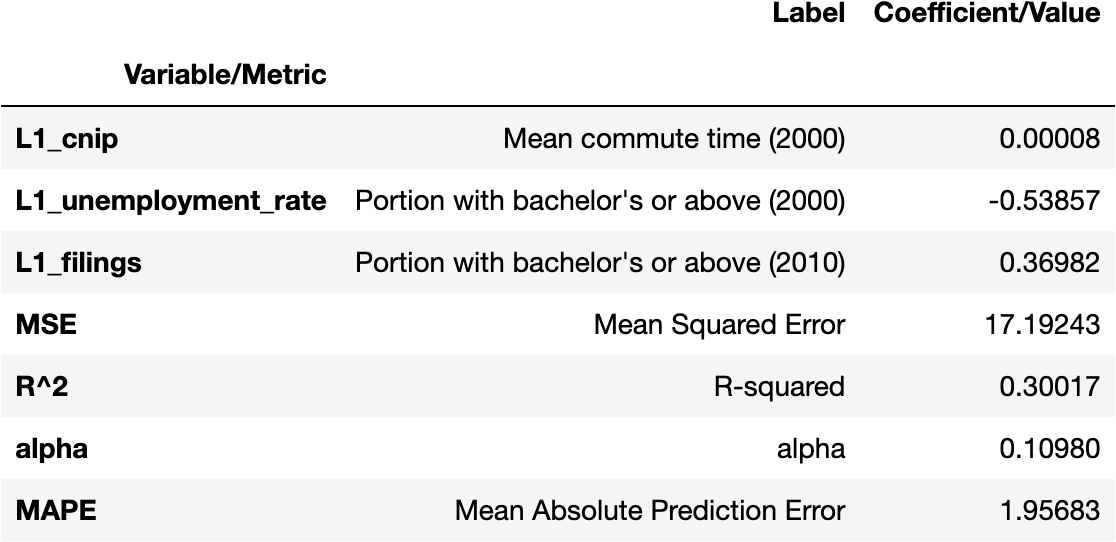 Label Coefficient/Value
Variable/Metric
L1_cnip Mean commute time (2000) 0.00008
L1_unemployment_rate Portion with bachelor's or above (2000) -0.53857
L1_filings Portion with bachelor's or above (2010) 0.36982
MSE Mean Squared Error 17.19243
R^2 R-squared 0.30017
alpha alpha 0.10980
MAPE Mean Absolute Prediction Error 1.95683